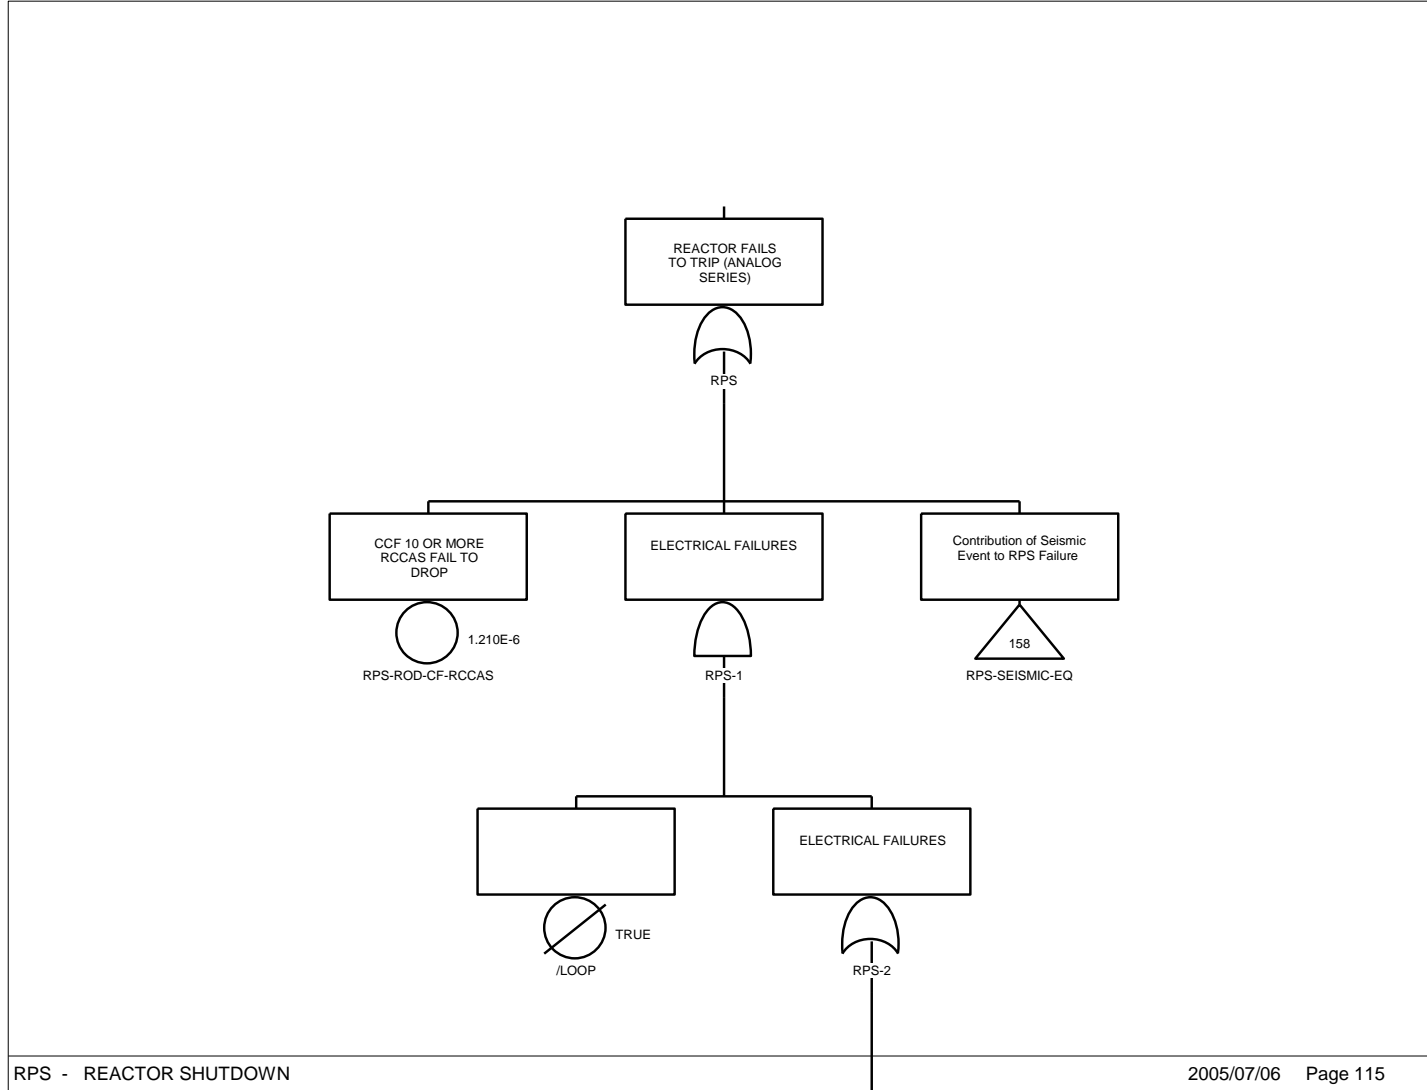 REACTOR FAILS
TO TRIP (ANALOG
SERIES)
RPS
CCF 10 OR MORE
RCCAS FAIL TO
DROP
1.210E-6
RPS-ROD-CF-RCCAS
ELECTRICAL FAILURES
RPS-1
Contribution of Seismic
Event to RPS Failure
158
RPS-SEISMIC-EQ
TRUE
/LOOP
ELECTRICAL FAILURES
RPS-2
RPS - REACTOR SHUTDOWN
2005/07/06 Page 115